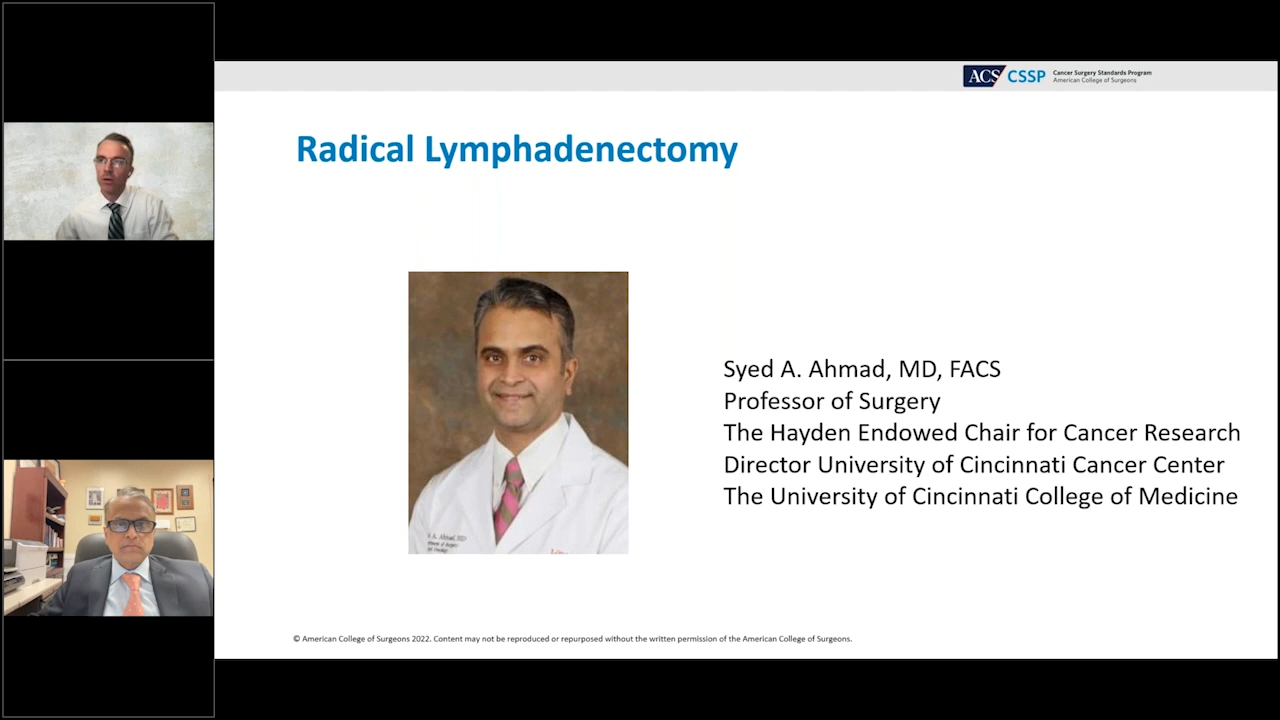 ACS CSSP Cancer Surgery Standards Program
American College of Surgeons
Radical Lymphadenectomy
Syed A. Ahmad, MD, FACS
Professor of Surgery
The Hayden Endowed Chair for Cancer Research
Director University of Cincinnati Cancer Center
The University of Cincinnati College of Medicine
A. Ahmad, MD
© American College of Surgeons 2022. Content may not be reproduced or repurposed without the written permission of the American College of Surgeons.